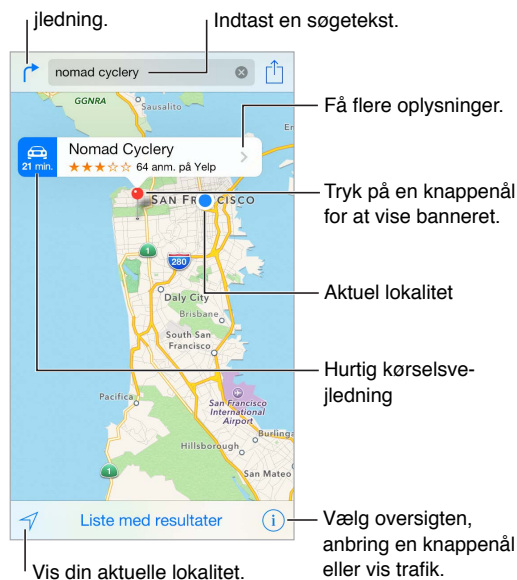 jledning.
Indtast en søgetekst.
nomad cyclery
GGNRA
Sausalito
Få flere oplysninger.
Er
Nomad Cyclery
21 min.
64 anm. på Yelp
Tryk på en knappenål
for at vise banneret.
SAN FR CISCO
1
280
Aktuel lokalitet
Daly City
Brisbane
South San
Francisco
Hurtig kørselsve-
jledning
Pacifica
San Francisco
International
Airport
Burlinga
Hillsborough
1
San Mateo
Liste med resultater
i
Vælg oversigten,
anbring en knappenål
eller vis trafik.
Vis din aktuelle lokalitet.